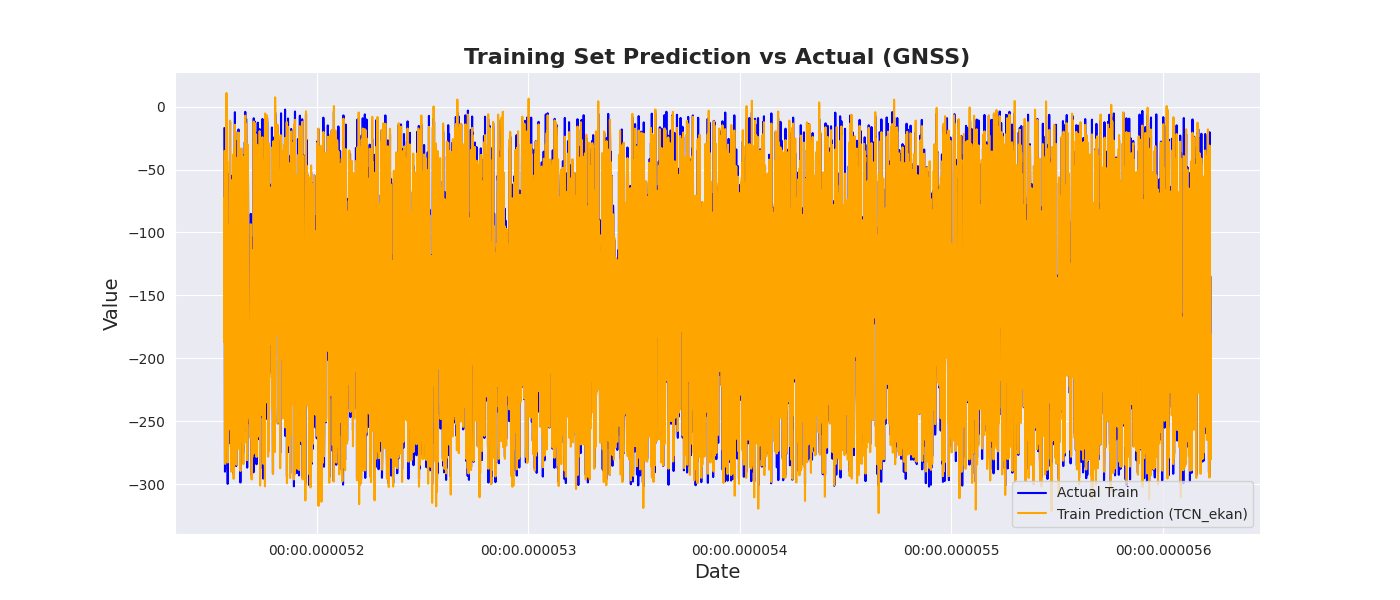 Training Set Prediction vs Actual (GNSS)
Value
0
−50
−100
−150
−200
−250
−300
Actual Train
Train Prediction (TCN_ekan)
00:00.000052
00:00.000053
00:00.000054
00:00.000055
00:00.000056
Date